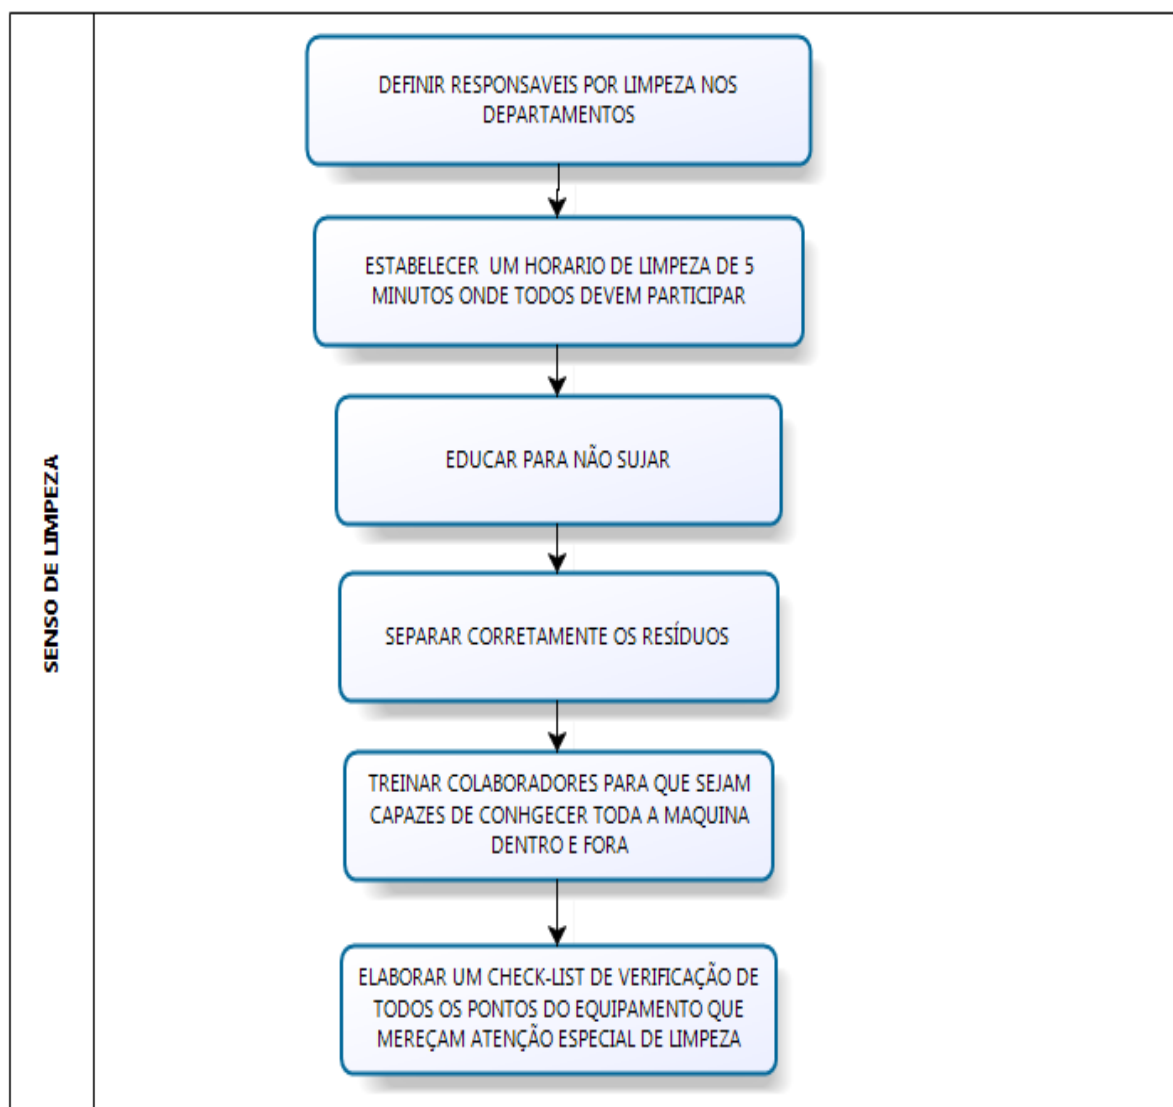 SENSO DE LIMPEZA
DEFINIR RESPONSAVEIS POR LIMPEZA NOS
DEPARTAMENTOS
ESTABELECER UM HORARIO DE LIMPEZA DE 5
MINUTOS ONDE TODOS DEVEM PARTICIPAR
EDUCAR PARA NÃO SUJAR
SEPARAR CORRETAMENTE OS RESÍDUOS
TREINAR COLABORADORES PARA QUE SEJAM
CAPAZES DE CONHGECER TODA A MAQUINA
DENTRO E FORA
ELABORAR UM CHECK-LIST DE VERIFICAÇÃO DE
TODOS OS PONTOS DO EQUIPAMENTO QUE
MEREÇAM ATENÇÃO ESPECIAL DE LIMPEZA